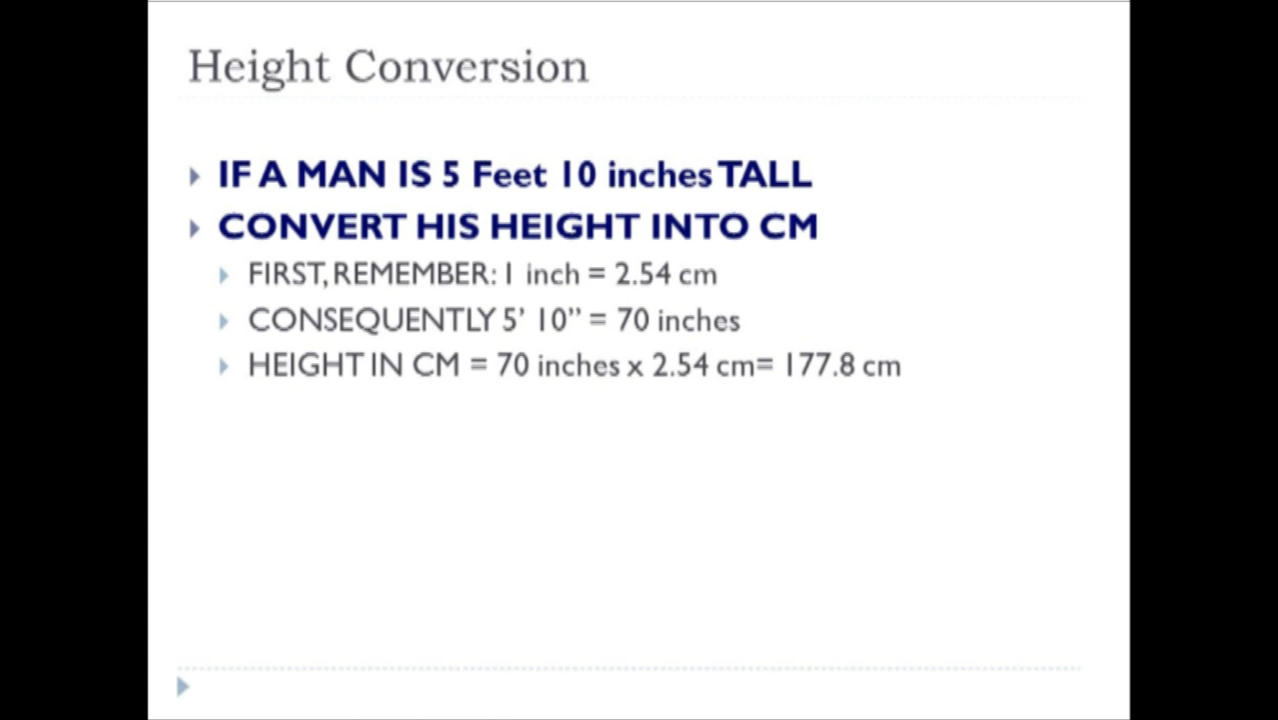 Height Conversion
IF A MAN IS 5 Feet 10 inches TALL
CONVERT HIS HEIGHT INTO CM
FIRST, REMEMBER: 1 inch = 2.54 cm
CONSEQUENTLY 5’ 10” = 70 inches
HEIGHT IN CM = 70 inches x 2.54 cm= 177.8 cm